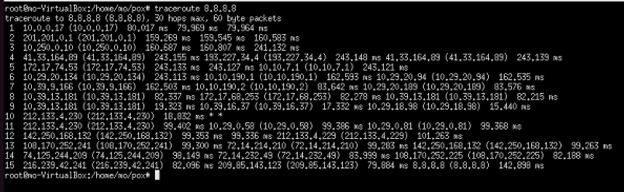 root@mo-VirtualBox:/home/mo/pox# traceroute 8.8.8.8
traceroute to 8.8.8.8 (8.8.8.8), 30 hops max, 60 byte packets
1 10.0.0.17 (10.0.0.17) 80.017 ms 79.969 ms 79.964 ms
2 201.201.0.1 (201.201.0.1) 159.269 ms 159.545 ms 160.583 ms
3 10.250.0.10 (10.250.0.10) 160.687 ms 160.807 ms 241.132 ms
4 41.33.164.89 (41.33.164.89) 243.155 ms 193.227.34.4 (193.227.34.4) 243.148 ms 41.33.164.89 (41.33.164.89) 243.139 ms
5 172.17.74.53 (172.17.74.53) 243.133 ms 243.127 ms 10.10.7.1 (10.10.7.1) 243.121 ms
6 10.29.20.134 (10.29.20.134) 243.113 ms 10.10.190.1 (10.10.190.1) 162.593 ms 10.29.20.94 (10.29.20.94) 162.535 ms
7 10.39.9.166 (10.39.9.166) 162.503 ms 10.10.190.2 (10.10.190.2) 83.642 ms 10.29.20.189 (10.29.20.189) 83.576 ms
8 10.39.13.181 (10.39.13.181) 82.337 ms 172.17.68.253 (172.17.68.253) 82.278 ms 10.39.13.181 (10.39.13.181) 82.215 ms
9 10.39.13.181 (10.39.13.181) 19.323 ms 10.39.16.37 (10.39.16.37) 17.332 ms 10.29.18.98 (10.29.18.98) 15.440 ms
10 212.133.4.230 (212.133.4.230) 18.832 ms * *
11 212.133.4.230 (212.133.4.230) 99.402 ms 10.29.0.58 (10.29.0.58) 99.386 ms 10.29.0.81 (10.29.0.81) 99.368 ms
12 142.250.168.132 (142.250.168.132) 99.353 ms 99.336 ms 212.133.4.229 (212.133.4.229) 101.263 ms
13 108.170.252.241 (108.170.252.241) 99.300 ms 72.14.214.210 (72.14.214.210) 99.283 ms 142.250.168.132 (142.250.168.132) 99.263 ms
14 74.125.244.209 (74.125.244.209) 98.149 ms 72.14.232.49 (72.14.232.49) 83.999 ms 108.170.252.225 (108.170.252.225) 82.188 ms
15 216.239.42.241 (216.239.42.241) 82.096 ms 209.85.143.123 (209.85.143.123) 79.884 ms 8.8.8.8 (8.8.8.8) 142.898 ms
root@mo-VirtualBox:/home/mo/pox#